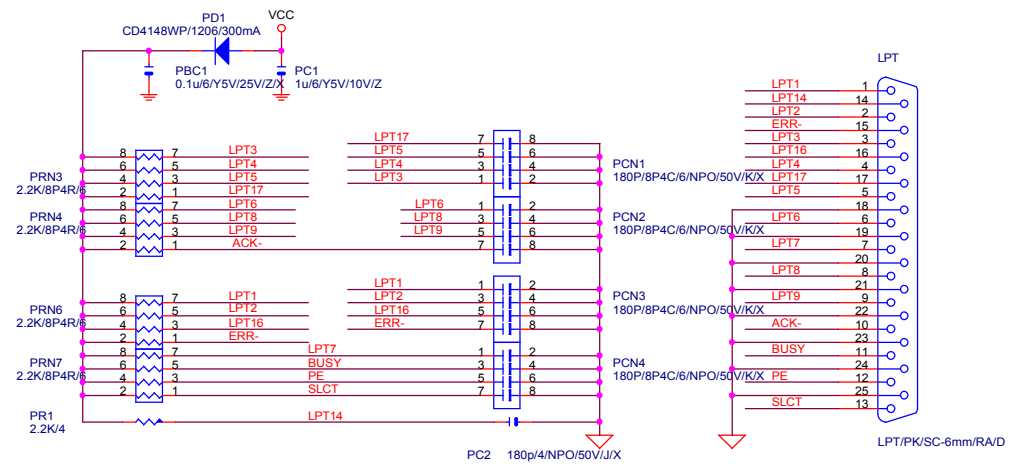 PD1
CD4148WP/1206/300mA
VCC
PBC1
0.1u/6/Y5V/25V/Z/X
PC1
1u/6/Y5V/10V/Z
PRN3
2.2K/8P4R/6
8 7 LPT3
6 5 LPT4
4 3 LPT5
2 1 LPT17
PRN4
2.2K/8P4R/6
8 7 LPT6
6 5 LPT8
4 3 LPT9
2 1 ACK-
PRN6
2.2K/8P4R/6
8 7 LPT1
6 5 LPT2
4 3 LPT16
2 1 ERR-
PRN7
2.2K/8P4R/6
8 7 LPT7
6 5 BUSY
4 3 PE
2 1 SLCT
PR1
2.2K/4
LPT14
LPT17 7 8
LPT5 5 6
LPT4 3 4
LPT3 1 2
PCN1
180P/8P4C/6/NPO/50V/K/X
LPT6 1 2
LPT8 3 4
LPT9 5 6
7 8
PCN2
180P/8P4C/6/NPO/50V/K/X
LPT1 1 2
LPT2 3 4
LPT16 5 6
ERR- 7 8
PCN3
180P/8P4C/6/NPO/50V/K/X
1 2
3 4
5 6
7 8
PCN4
180P/8P4C/6/NPO/50V/K/X
PC2
180p/4/NPO/50V/J/X
LPT
LPT1 1
LPT14 14
LPT2 2
ERR- 15
LPT3 3
LPT16 16
LPT4 4
LPT17 17
LPT5 5
18
LPT6 6
19
LPT7 7
20
LPT8 8
21
LPT9 9
22
ACK- 10
23
BUSY 11
24
PE 12
25
SLCT 13
LPT/PK/SC-6mm/RA/D